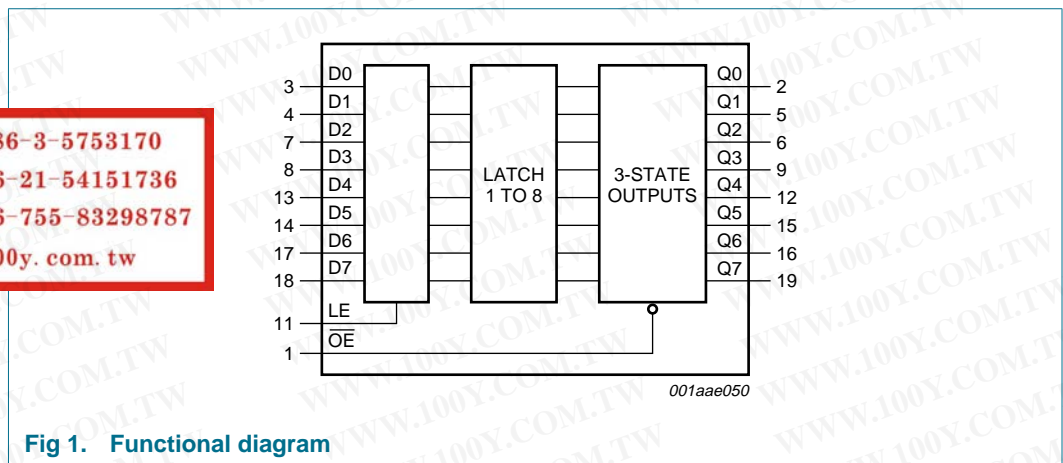 3 D0
4 D1
7 D2
8 D3
13 D4
14 D5
17 D6
18 D7
11 LE
1 OE
LATCH
1 TO 8
3-STATE
OUTPUTS
Q0 2
Q1 5
Q2 6
Q3 9
Q4 12
Q5 15
Q6 16
Q7 19
001aae050
36-3-5753170
6-21-54151736
6-755-83298787
00y. com. tw
Fig 1. Functional diagram
WWW.100Y.COM.TW